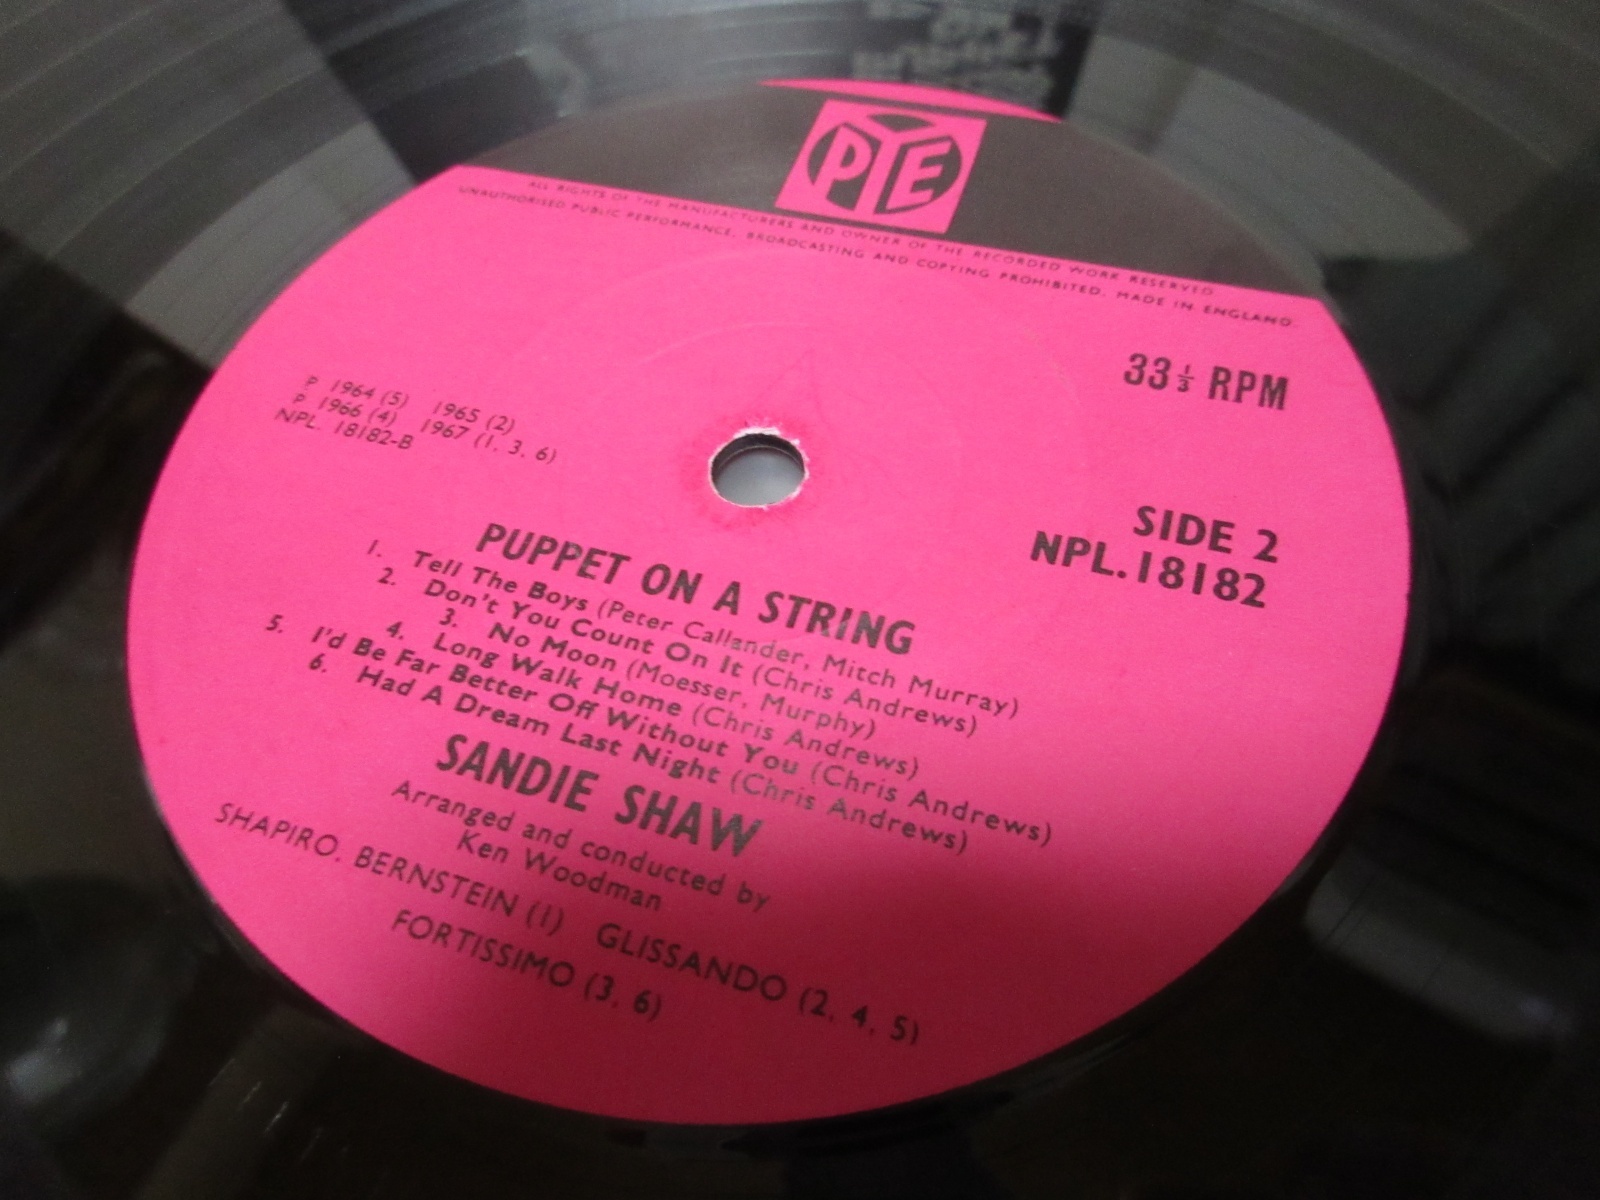 PYE
ALL RIGHTS OF THE MANUFACTURERS AND OWNER OF THE RECORDED WORK RESERVED
UNAUTHORISED PUBLIC PERFORMANCE, BROADCASTING AND COPYING PROHIBITED. MADE IN ENGLAND.
33 1/3 RPM
P 1964 (5) 1965 (2)
P 1966 (4) 1967 (1, 3, 6)
NPL. 18182-B
SIDE 2
NPL.18182
PUPPET ON A STRING
1. Tell The Boys (Peter Callander, Mitch Murray)
2. Don't You Count On It (Chris Andrews)
3. No Moon (Moesser, Murphy)
4. Long Walk Home (Chris Andrews)
5. I'd Be Far Better Off Without You (Chris Andrews)
6. Had A Dream Last Night (Chris Andrews)
SANDIE SHAW
Arranged and conducted by
Ken Woodman
SHAPIRO. BERNSTEIN (1) GLISSANDO (2, 4, 5)
FORTISSIMO (3, 6)